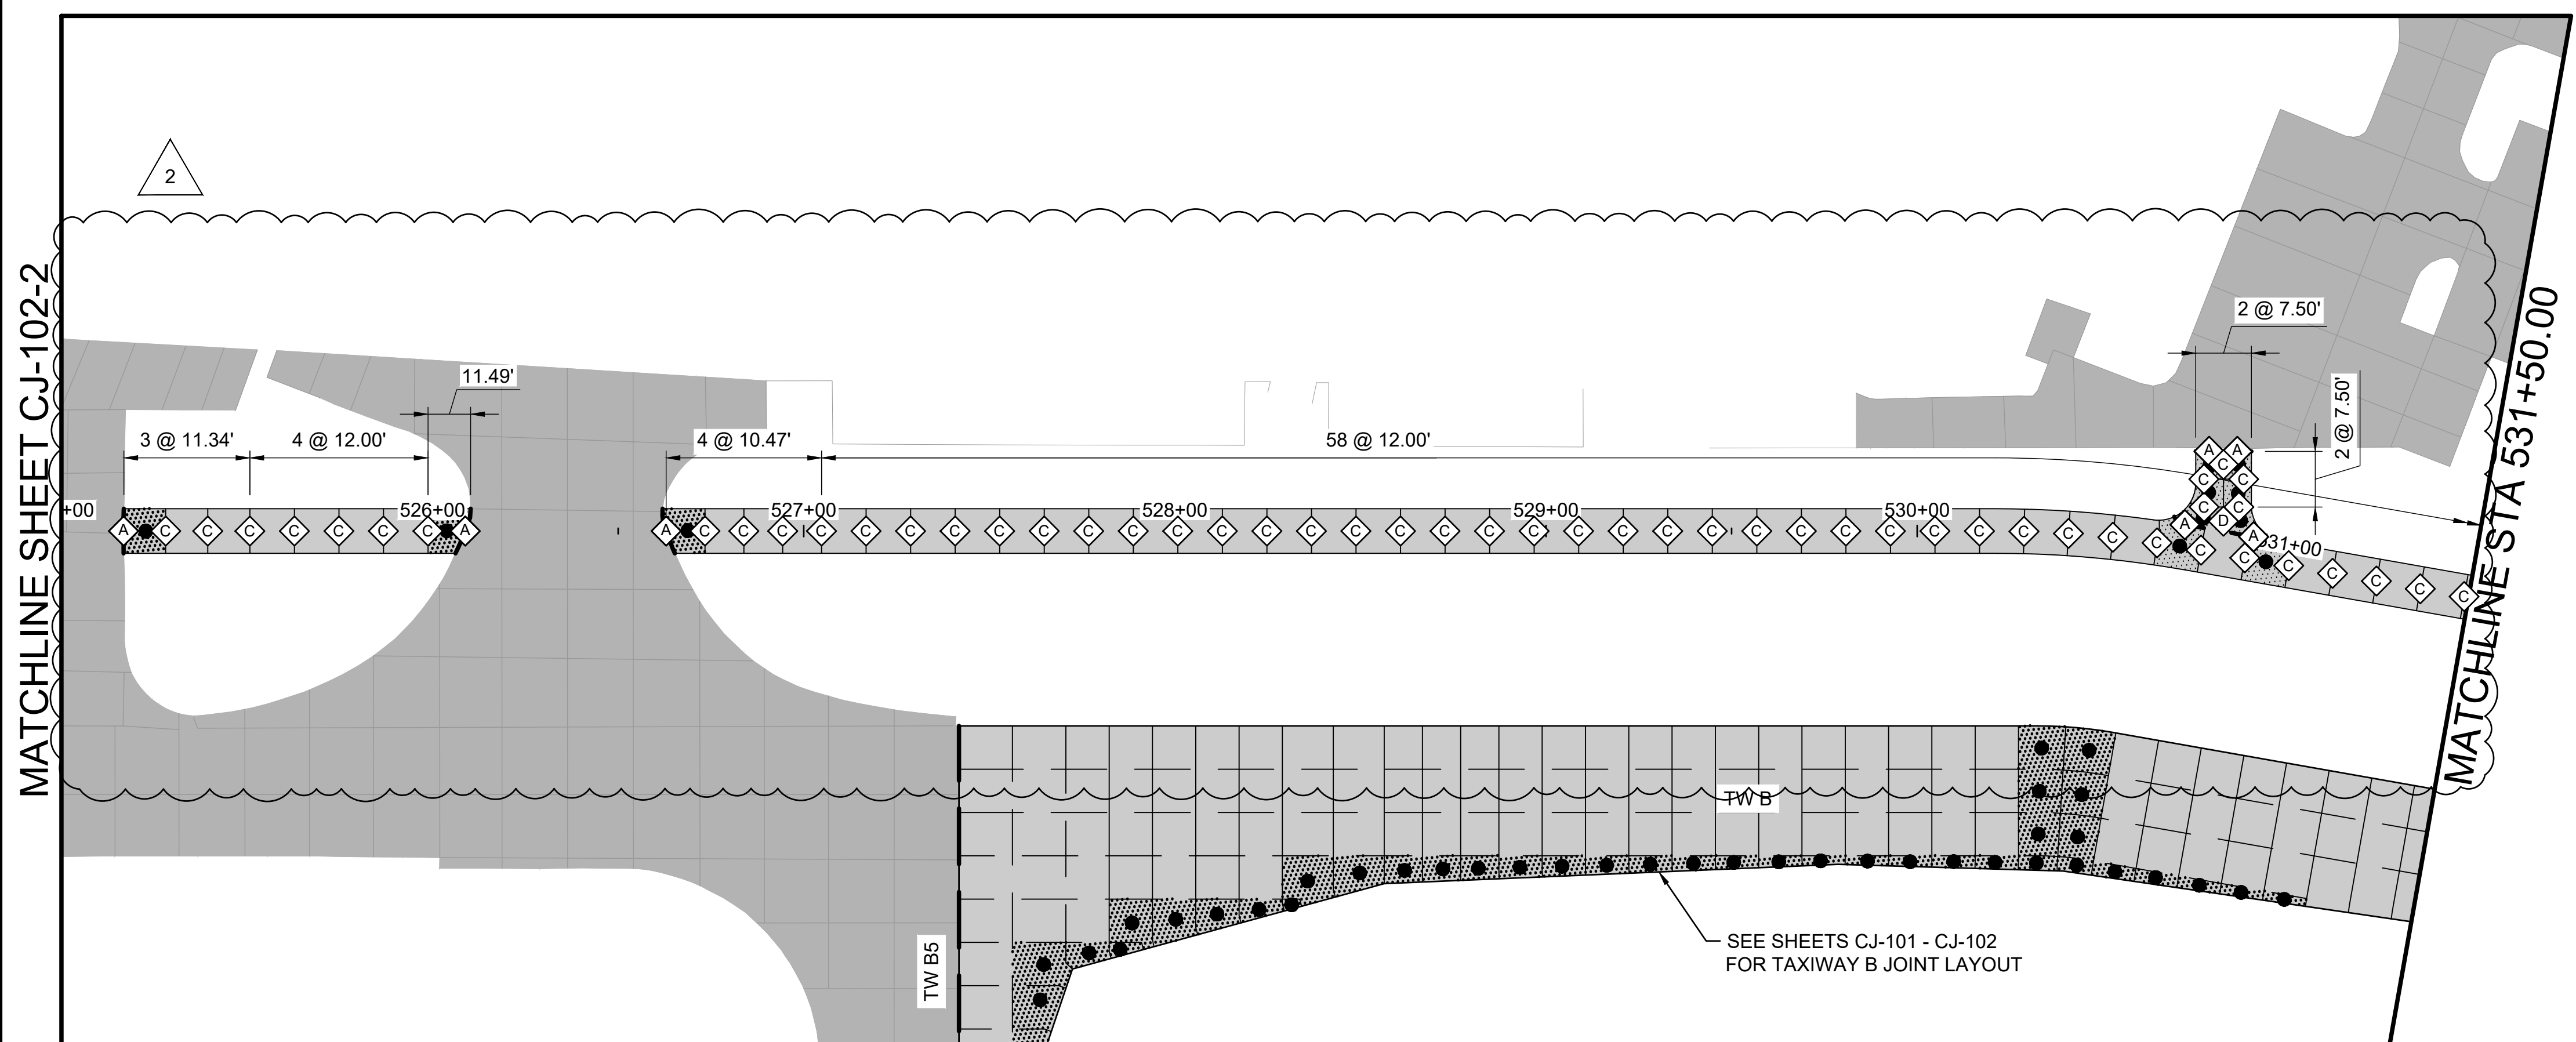 MATCHLINE SHEET CJ-102-2
2
2 @ 7.50'
2 @ 7.50'
11.49'
3 @ 11.34'
4 @ 12.00'
4 @ 10.47'
58 @ 12.00'
+00
526+00
527+00
528+00
529+00
530+00
531+00
A C C C C C C C A
A C C C C C C C C C C C C C C C C C C C C C C C C C C C C C C C C C C
A A
C
C C
C C
A D A
C C
C C C C C
MATCHLINE STA 531+50.00
TW B
TW B5
SEE SHEETS CJ-101 - CJ-102
FOR TAXIWAY B JOINT LAYOUT